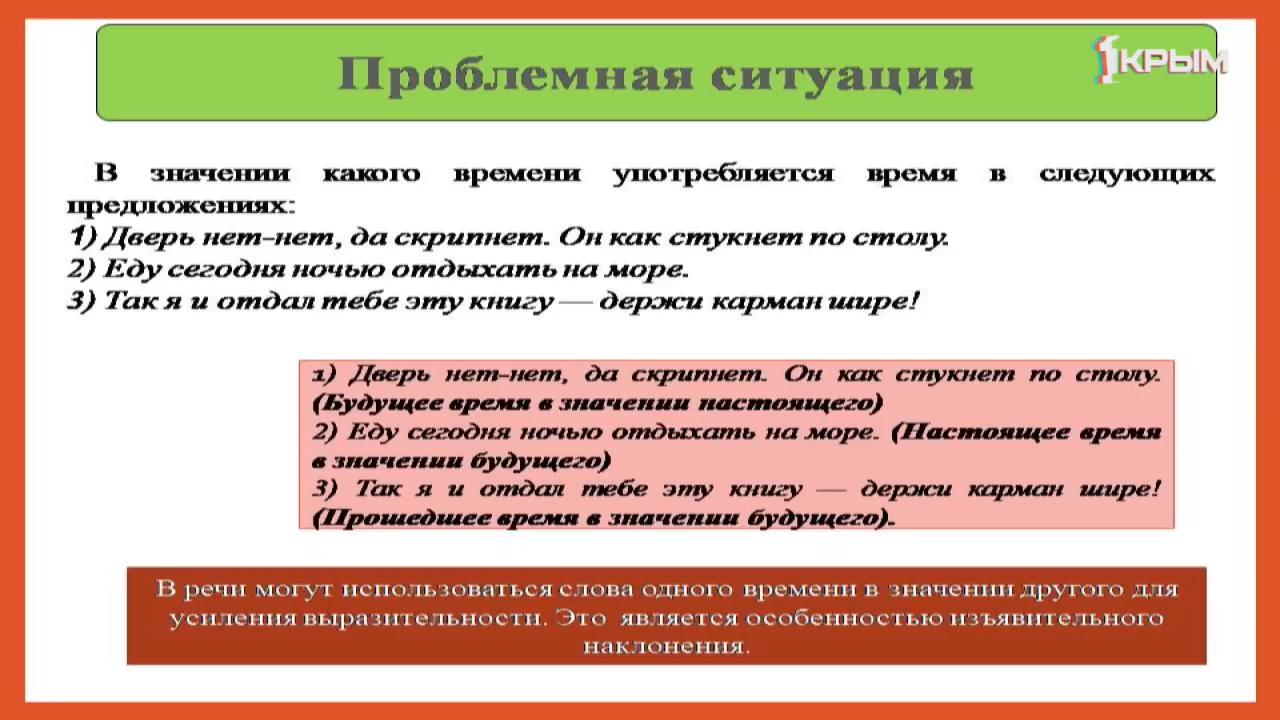 Проблемная ситуация
1КРЫМ
В значении какого времени употребляется время в следующих
предложениях:
1) Дверь нет-нет, да скрипнет. Он как стукнет по столу.
2) Еду сегодня ночью отдыхать на море.
3) Так я и отдал тебе эту книгу — держи карман шире!
1) Дверь нет-нет, да скрипнет. Он как стукнет по столу.
(Будущее время в значении настоящего)
2) Еду сегодня ночью отдыхать на море. (Настоящее время
в значении будущего)
3) Так я и отдал тебе эту книгу — держи карман шире!
(Прошедшее время в значении будущего).
В речи могут использоваться слова одного времени в значении другого для
усиления выразительности. Это является особенностью изъявительного
наклонения.